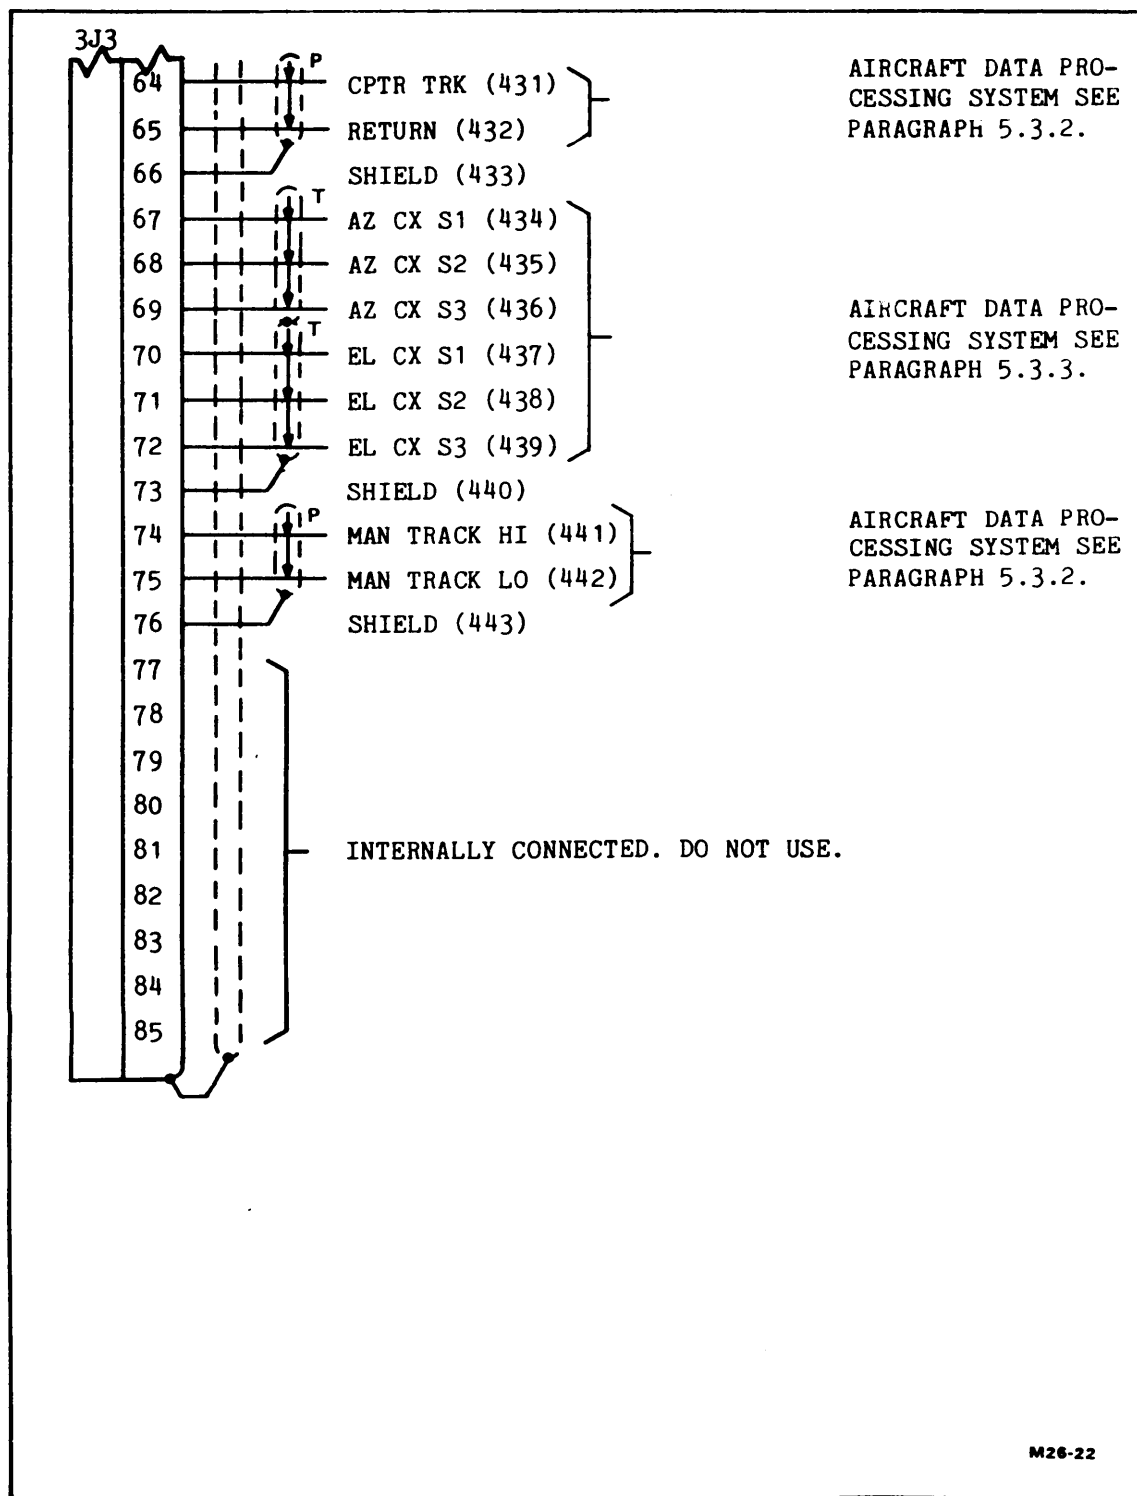 3J3
64 P CPTR TRK (431) AIRCRAFT DATA PRO-
CESSING SYSTEM SEE
65 RETURN (432) PARAGRAPH 5.3.2.
66 SHIELD (433)
T
67 AZ CX S1 (434)
68 AZ CX S2 (435)
69 AZ CX S3 (436) AIRCRAFT DATA PRO-
T CESSING SYSTEM SEE
70 EL CX S1 (437) PARAGRAPH 5.3.3.
71 EL CX S2 (438)
72 EL CX S3 (439)
73 SHIELD (440)
P AIRCRAFT DATA PRO-
74 MAN TRACK HI (441) CESSING SYSTEM SEE
75 MAN TRACK LO (442) PARAGRAPH 5.3.2.
76 SHIELD (443)
77
78
79
80
81 INTERNALLY CONNECTED. DO NOT USE.
82
83
84
85
M26-22